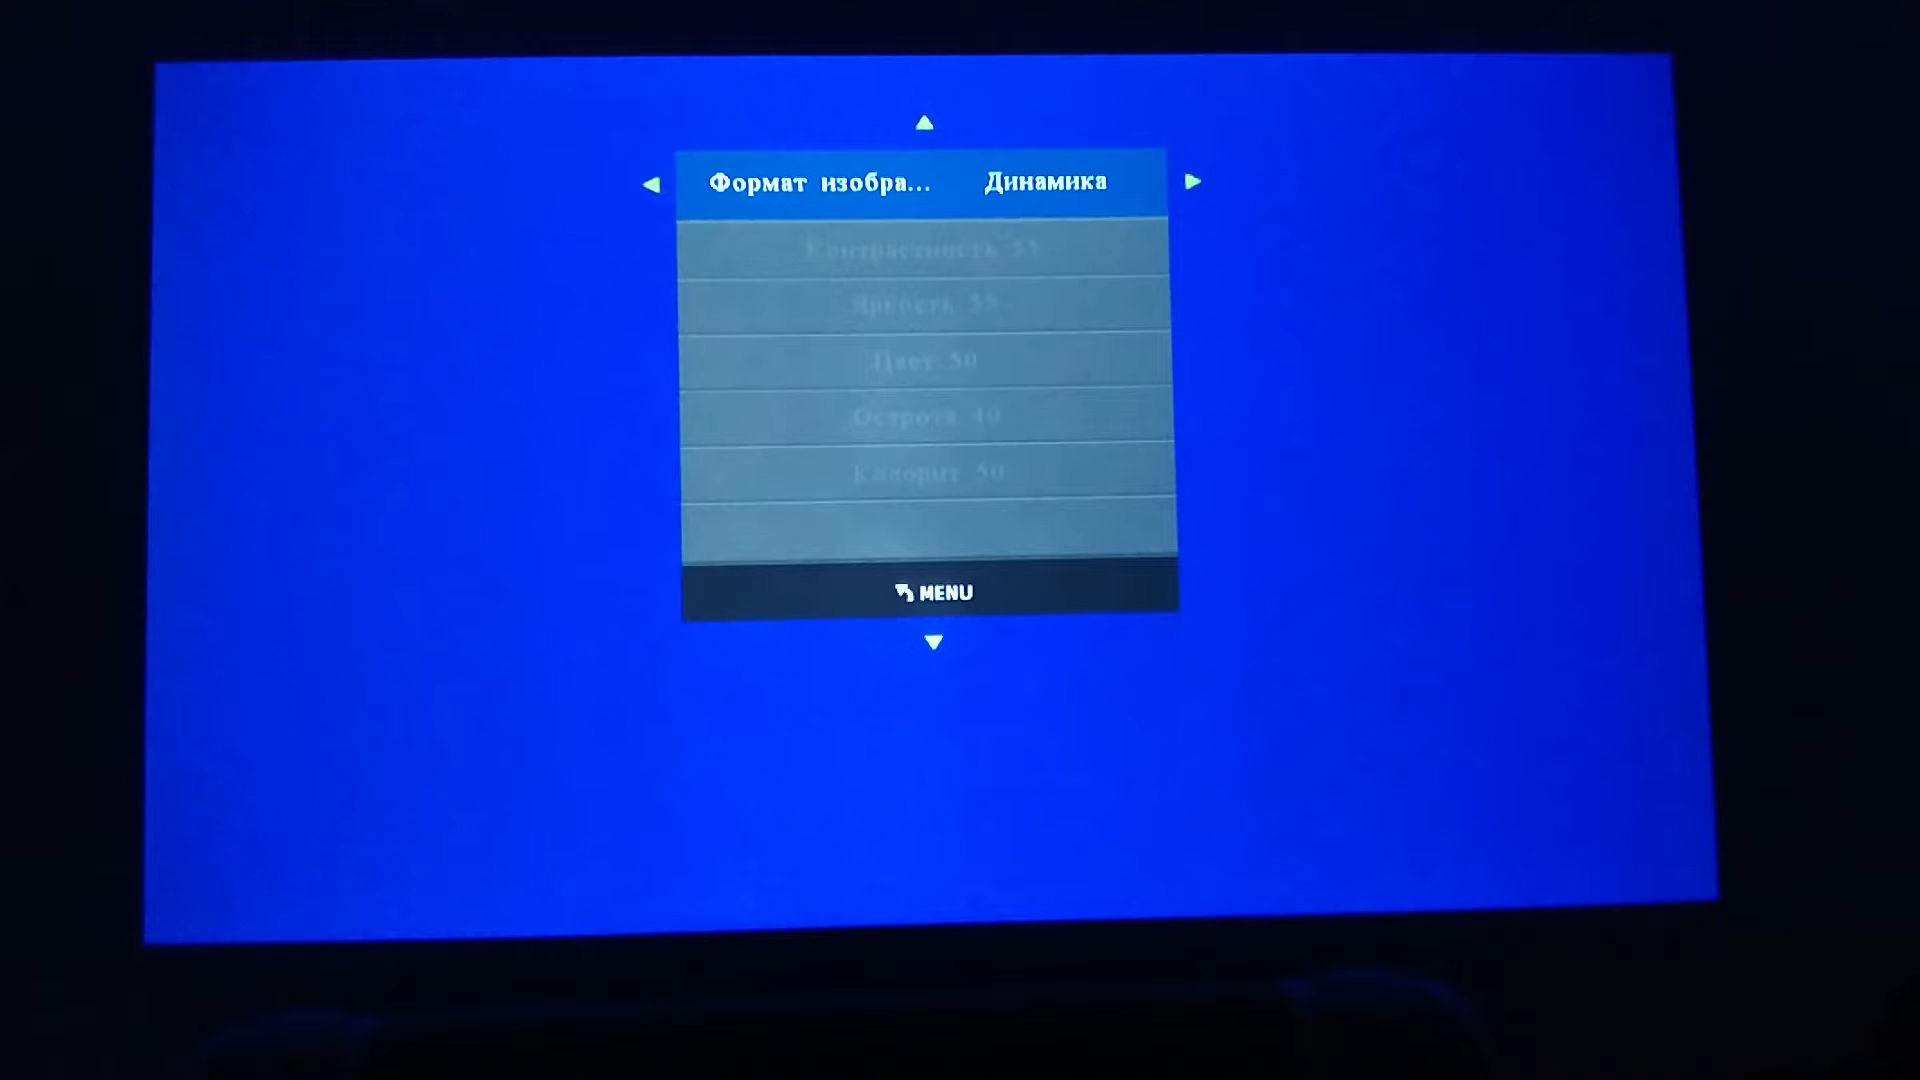 Формат изобра... Динамика
Контрастность 55
Яркость 55
Цвет 50
Острота 40
Колорит 50
MENU